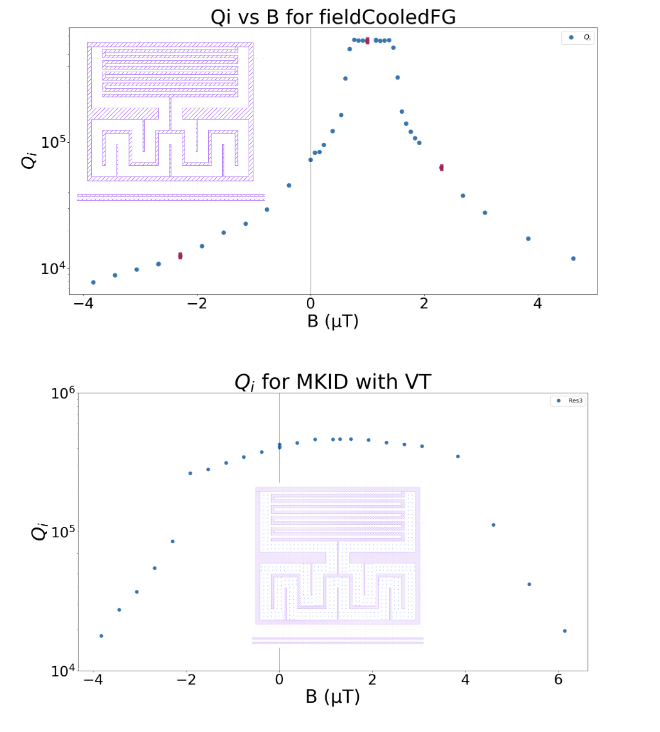 Qi vs B for fieldCooledFG
Qi
10⁵
10⁴
Qi
−4 −2 0 2 4
B (μT)
Qi for MKID with VT
Res3
10⁶
10⁵
10⁴
Qi
−4 −2 0 2 4 6
B (μT)